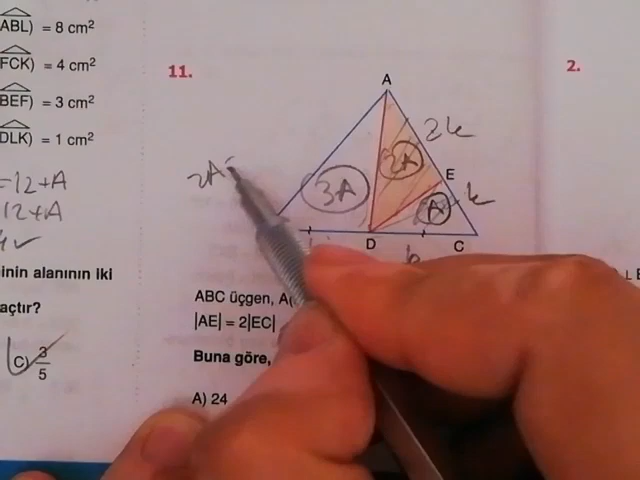 ABL) = 8 cm²
FCK) = 4 cm²
BEF) = 3 cm²
DLK) = 1 cm²
=12+A
12+A
inin alanının iki
açtır?
C) 3/5
11.
2A
A
2k
2A
E
3A
A
k
D
C
k
ABC üçgen, A(
|AE| = 2|EC|
Buna göre,
A) 24
2.